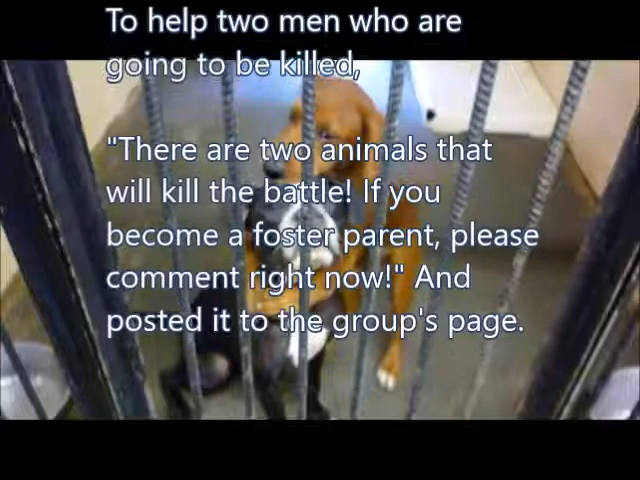 To help two men who are
going to be killed,
"There are two animals that
will kill the battle! If you
become a foster parent, please
comment right now!" And
posted it to the group's page.